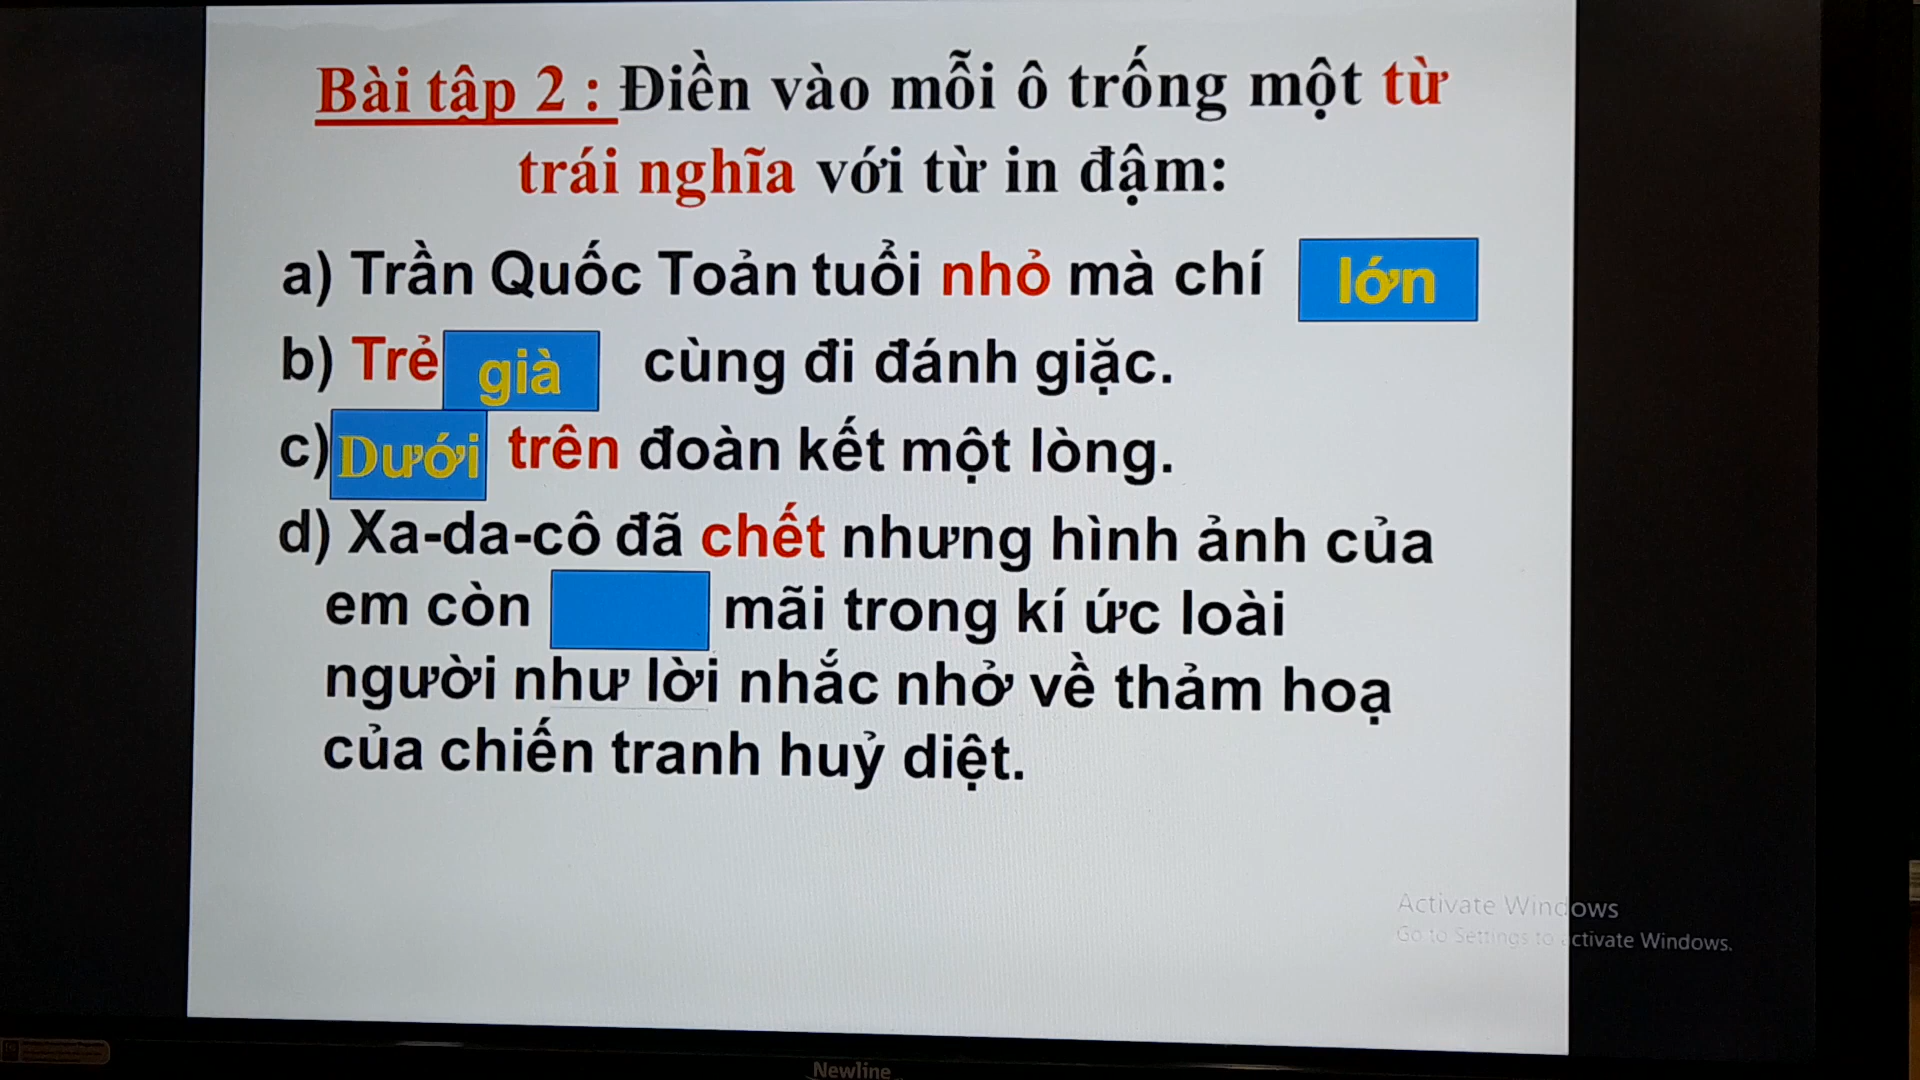 Bài tập 2 : Điền vào mỗi ô trống một từ
trái nghĩa với từ in đậm:
a) Trần Quốc Toản tuổi nhỏ mà chí lớn
b) Trẻ già cùng đi đánh giặc.
c) Dưới trên đoàn kết một lòng.
d) Xa-da-cô đã chết nhưng hình ảnh của
em còn mãi trong kí ức loài
người như lời nhắc nhở về thảm hoạ
của chiến tranh huỷ diệt.
Activate Windows
Go to Settings to activate Windows.
Newline